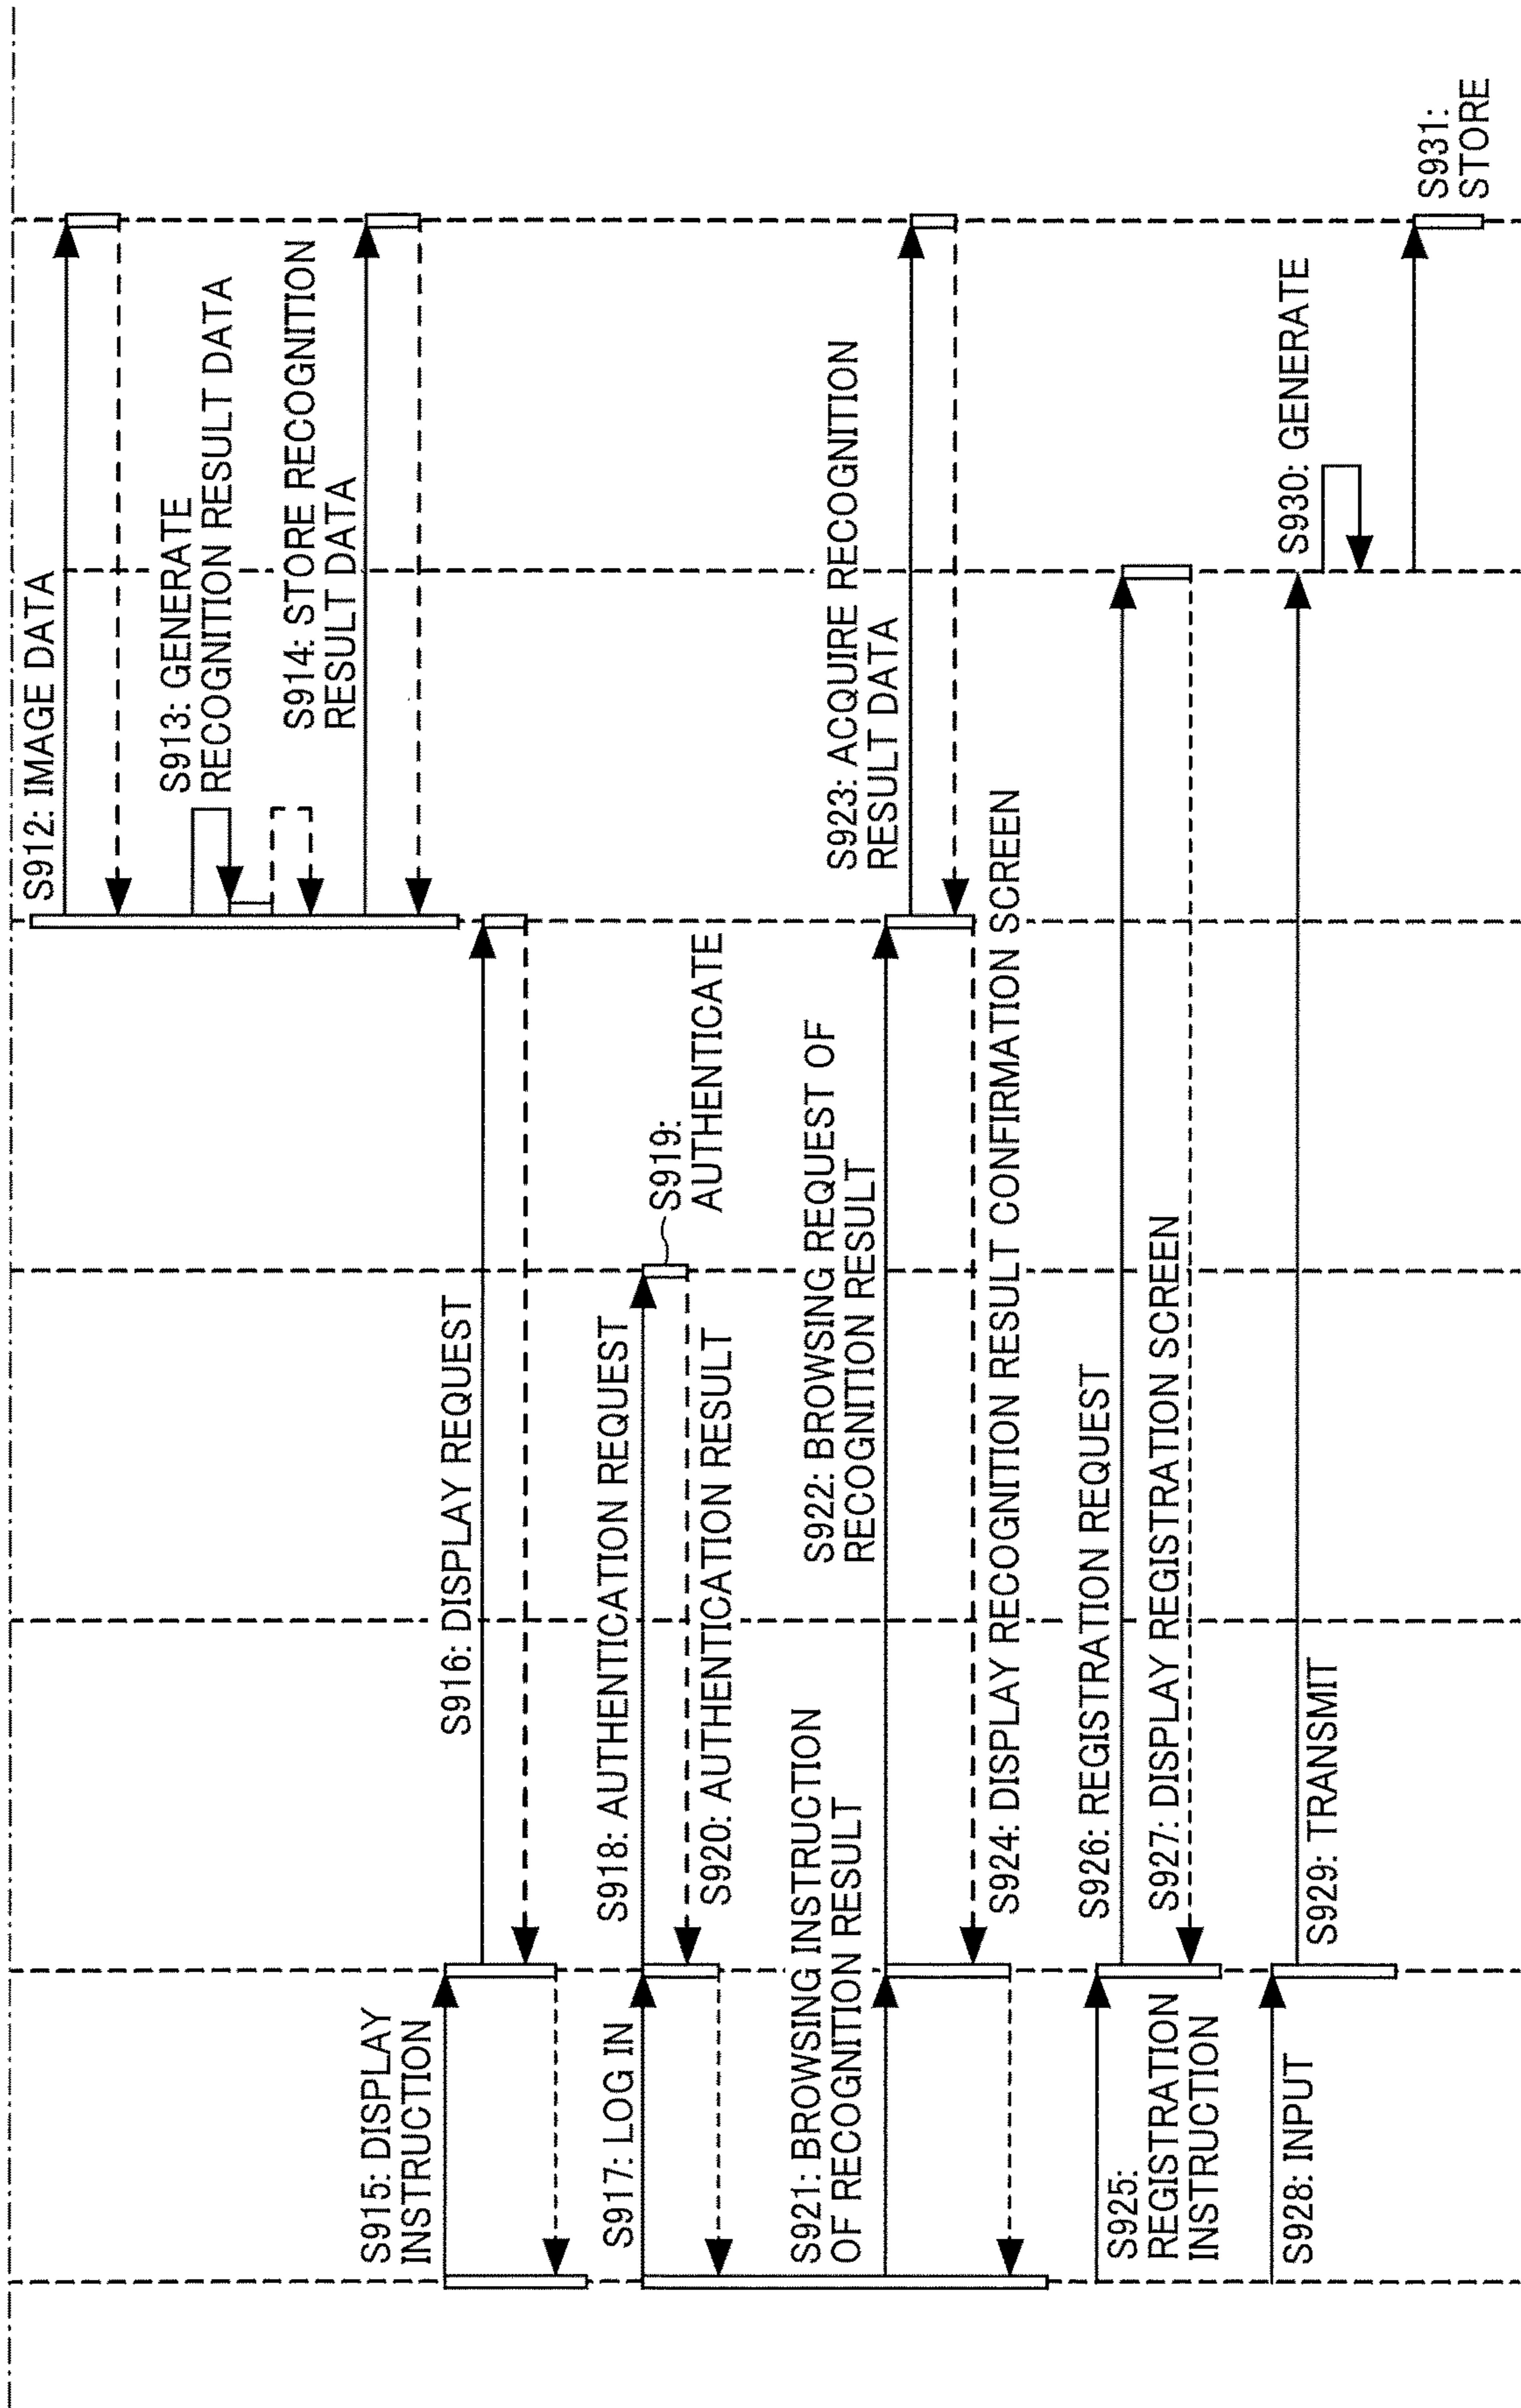 S912: IMAGE DATA
S913: GENERATE
RECOGNITION RESULT DATA
S914: STORE RECOGNITION
RESULT DATA
S915: DISPLAY
INSTRUCTION
S916: DISPLAY REQUEST
S917: LOG IN
S918: AUTHENTICATION REQUEST
S919:
AUTHENTICATE
S920: AUTHENTICATION RESULT
S921: BROWSING INSTRUCTION
OF RECOGNITION RESULT
S922: BROWSING REQUEST OF
RECOGNITION RESULT
S923: ACQUIRE RECOGNITION
RESULT DATA
S924: DISPLAY RECOGNITION RESULT CONFIRMATION SCREEN
S925:
REGISTRATION
INSTRUCTION
S926: REGISTRATION REQUEST
S927: DISPLAY REGISTRATION SCREEN
S928: INPUT
S929: TRANSMIT
S930: GENERATE
S931:
STORE